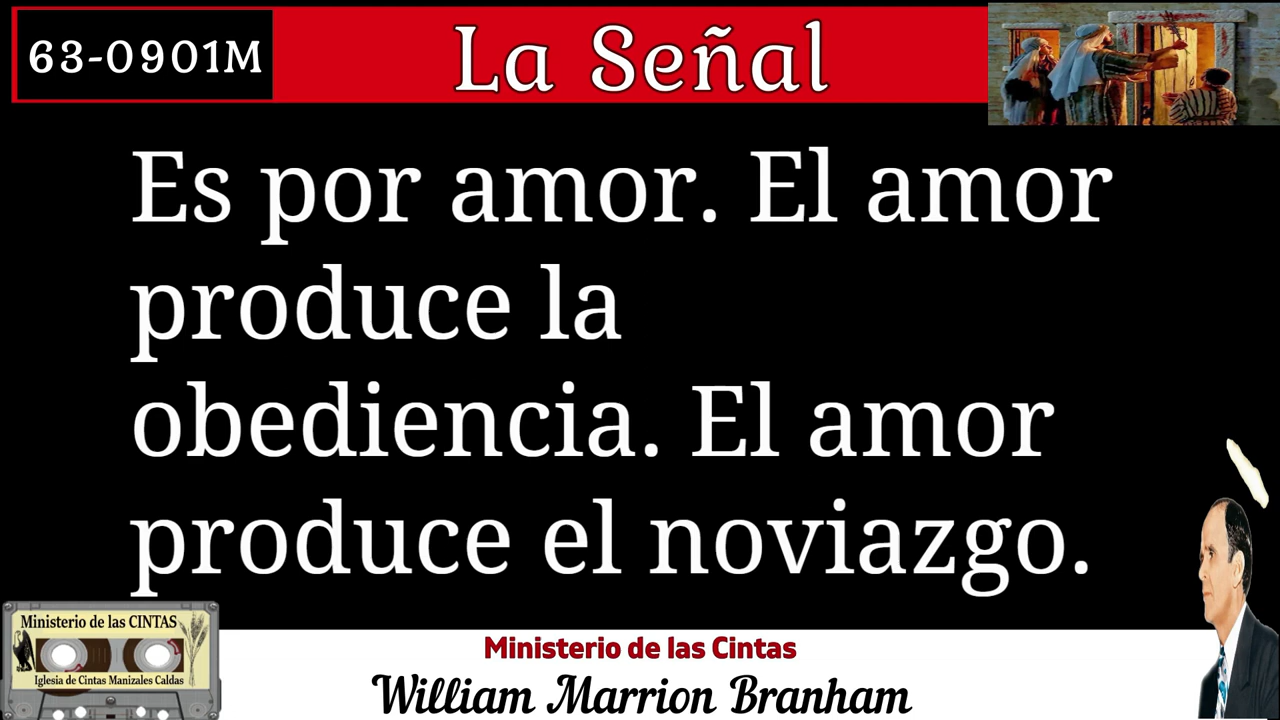 63-0901M
La Señal
Es por amor. El amor
produce la
obediencia. El amor
produce el noviazgo.
Ministerio de las CINTAS
Iglesia de Cintas Manizales Caldas
Ministerio de las Cintas
William Marrion Branham